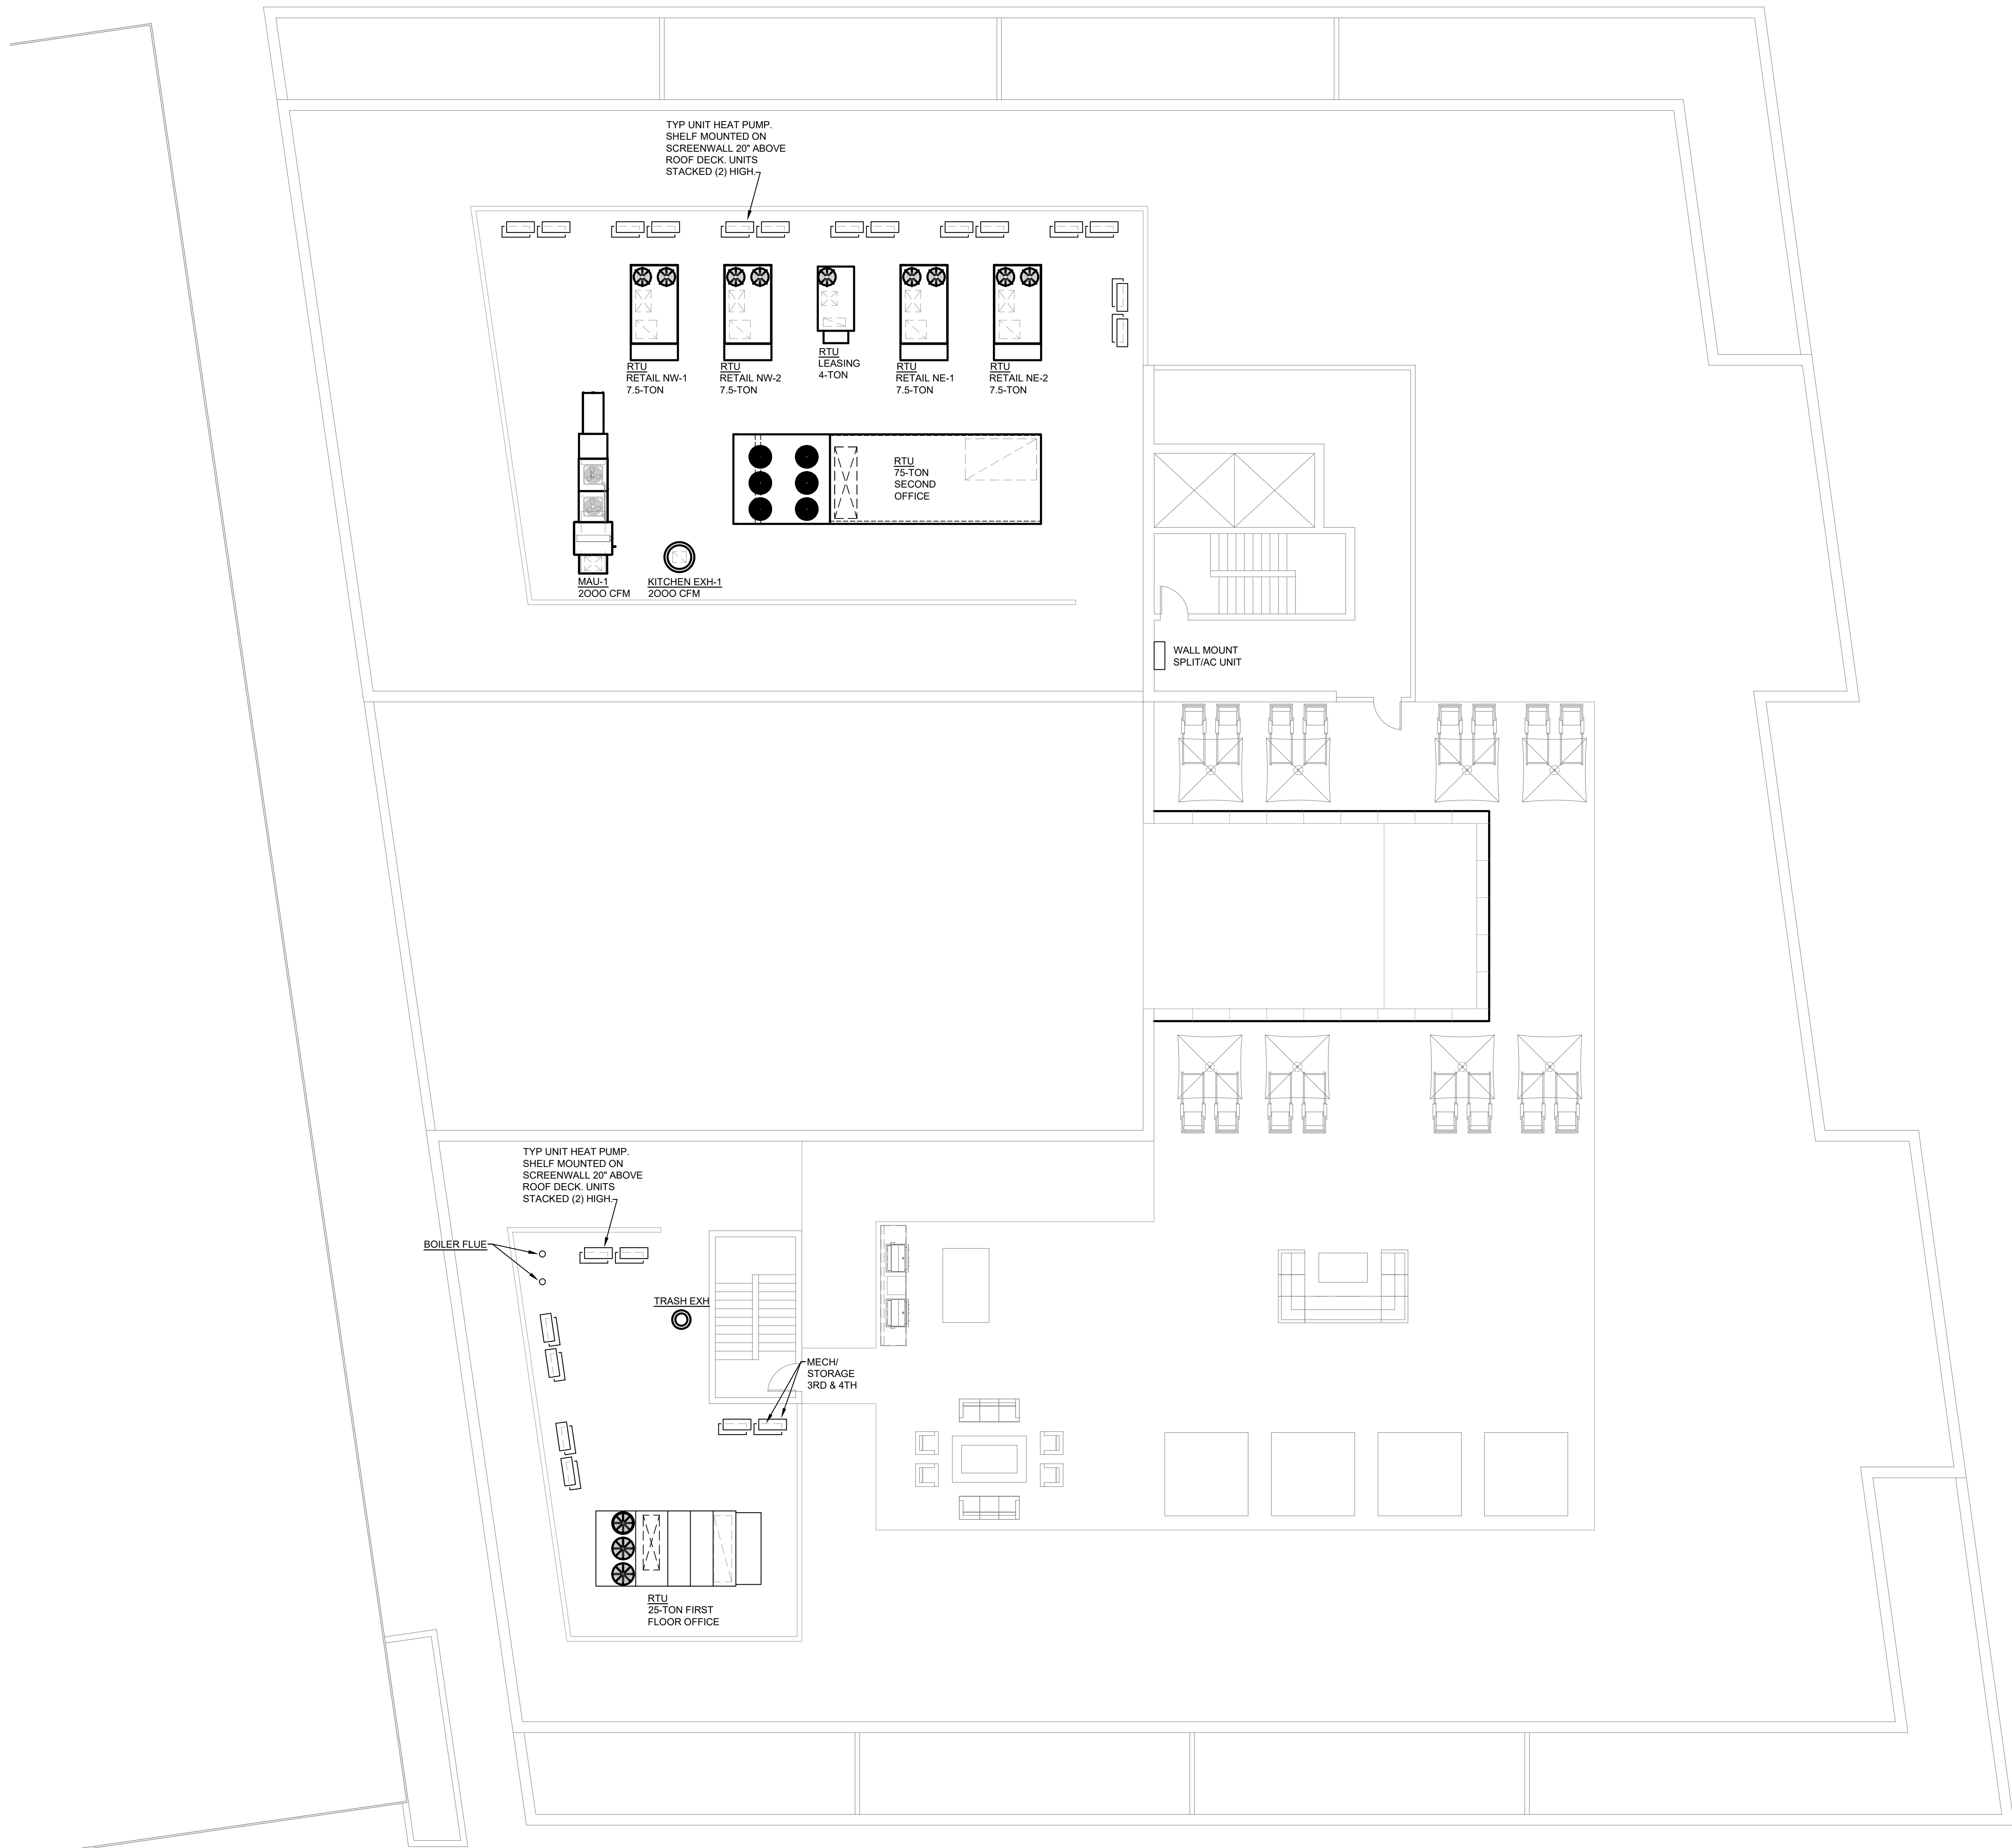 TYP UNIT HEAT PUMP.
SHELF MOUNTED ON
SCREENWALL 20" ABOVE
ROOF DECK. UNITS
STACKED (2) HIGH.
RTU
RETAIL NW-1
7.5-TON
RTU
RETAIL NW-2
7.5-TON
RTU
LEASING
4-TON
RTU
RETAIL NE-1
7.5-TON
RTU
RETAIL NE-2
7.5-TON
RTU
75-TON
SECOND
OFFICE
MAU-1
2OOO CFM
KITCHEN EXH-1
2000 CFM
WALL MOUNT
SPLIT/AC UNIT
TYP UNIT HEAT PUMP.
SHELF MOUNTED ON
SCREENWALL 20" ABOVE
ROOF DECK. UNITS
STACKED (2) HIGH.
BOILER FLUE
TRASH EXH
MECH/
STORAGE
3RD & 4TH
RTU
25-TON FIRST
FLOOR OFFICE